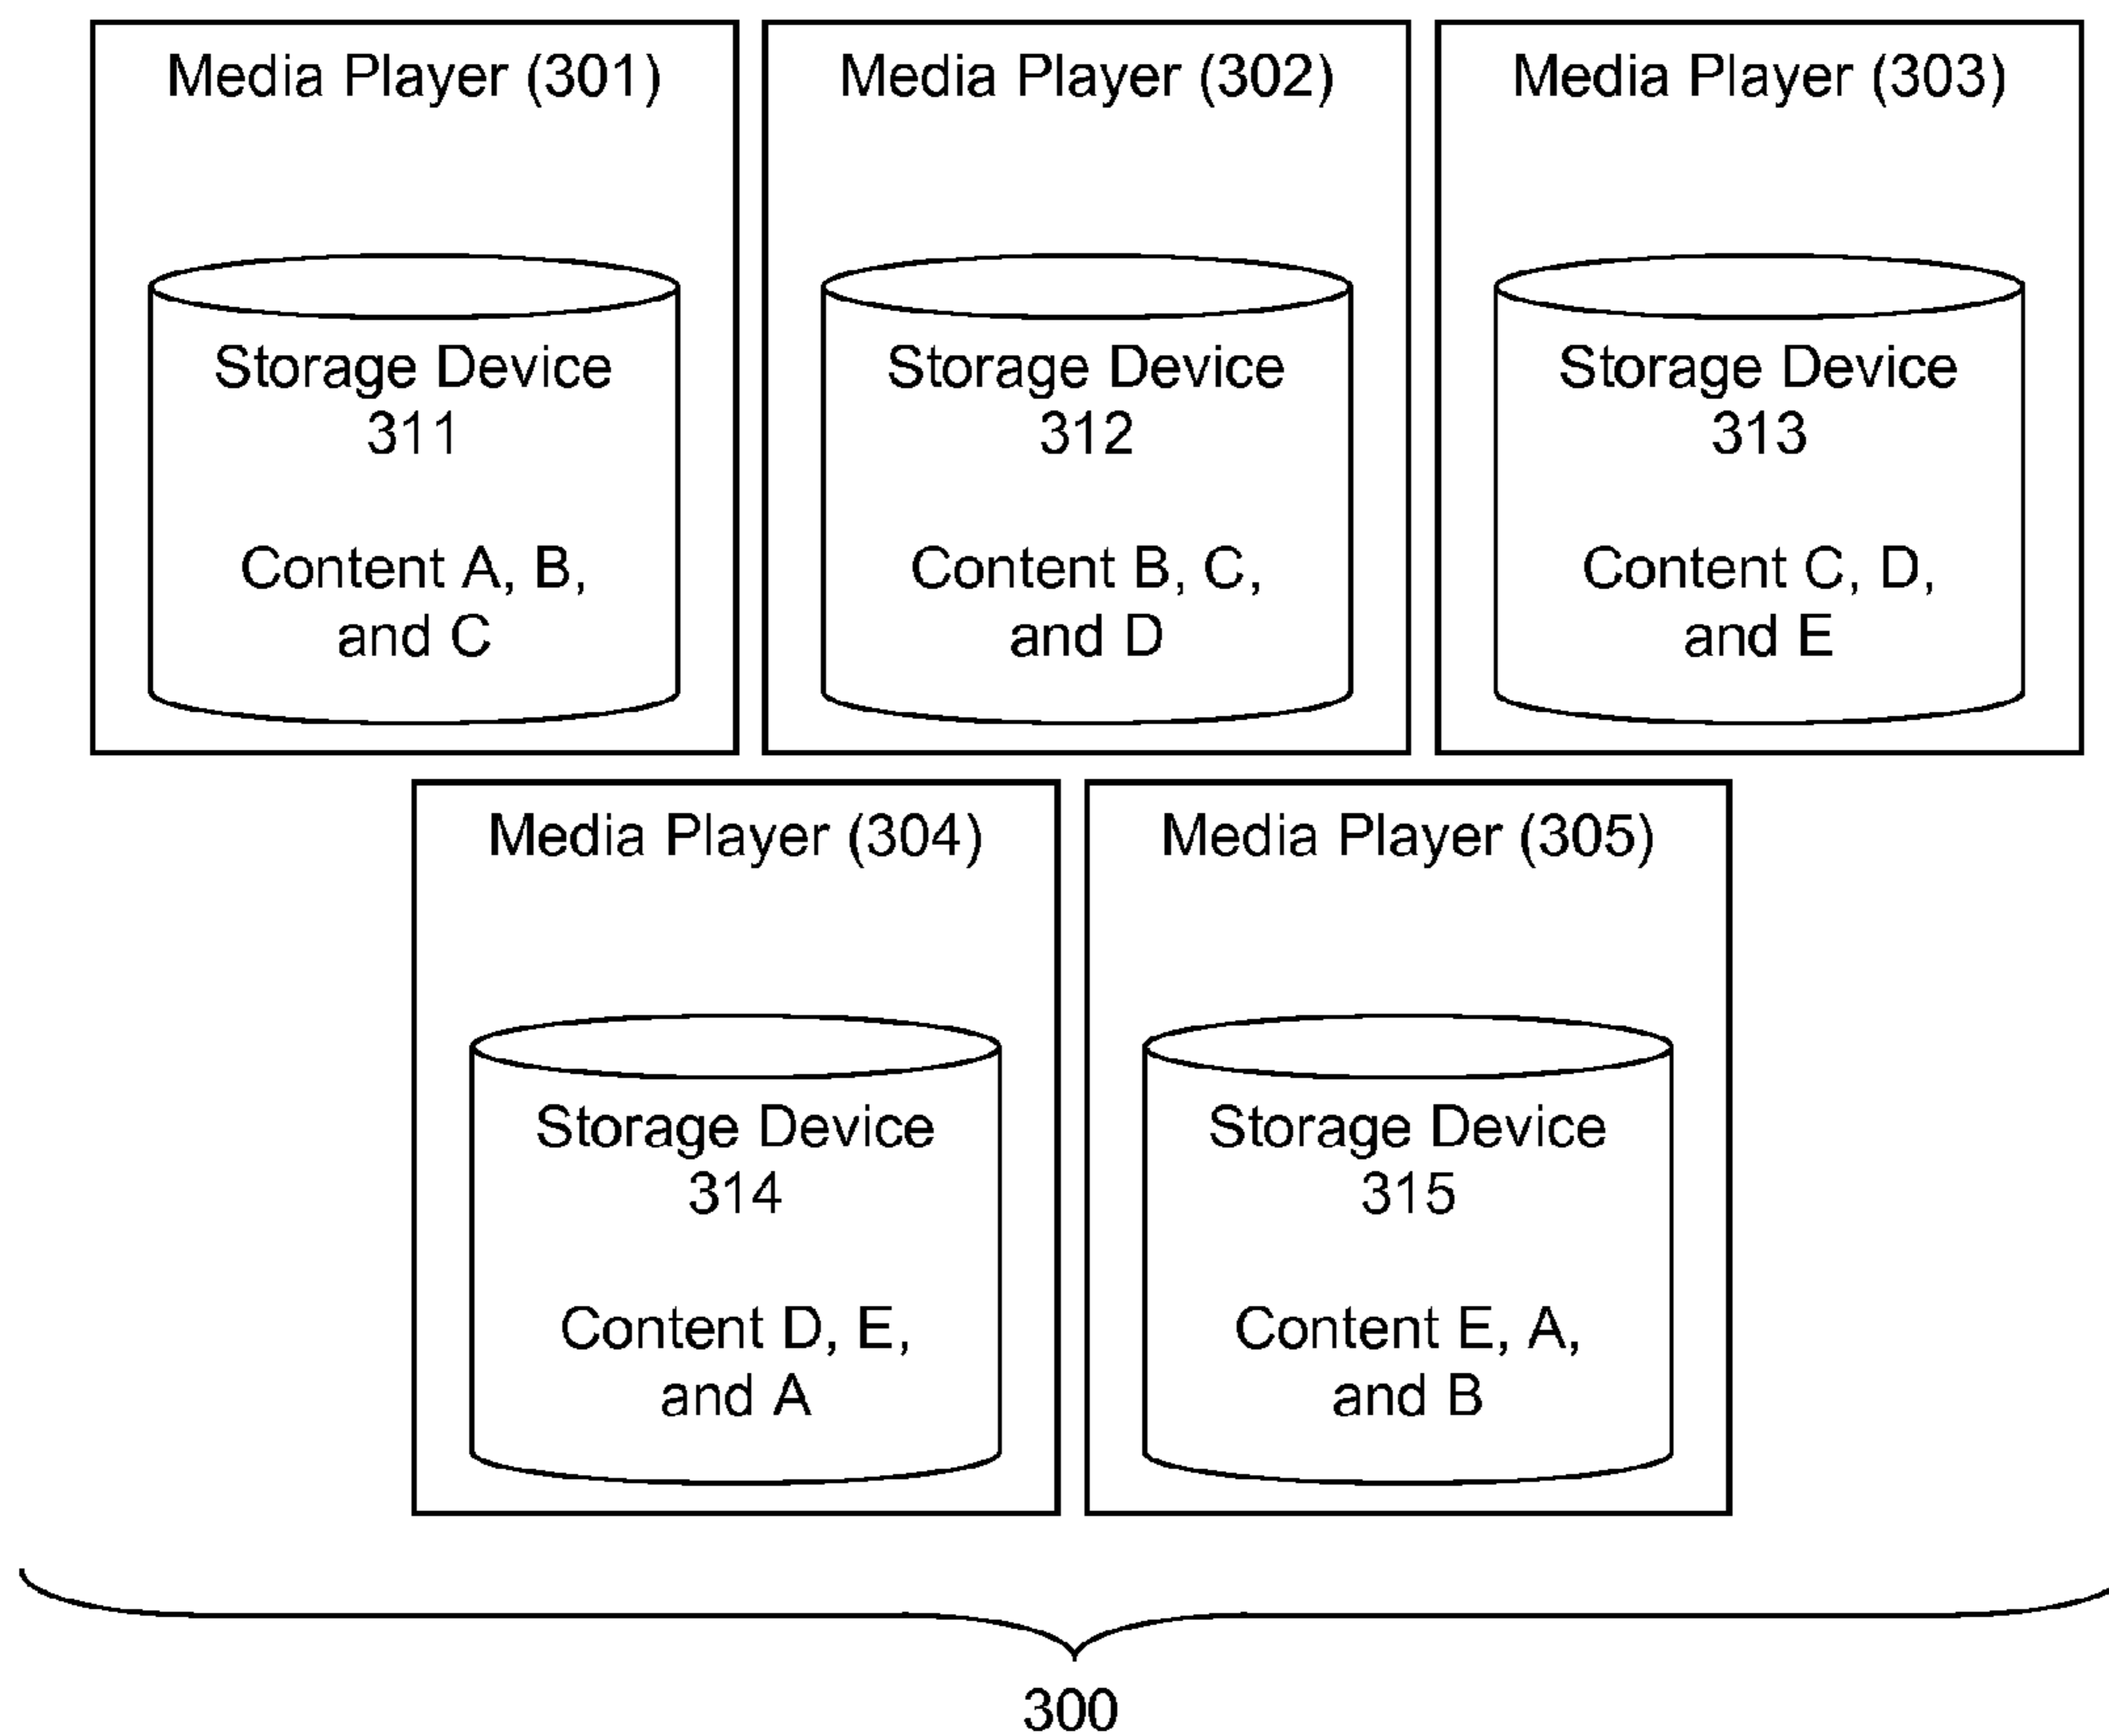 Media Player (301)
Storage Device
311
Content A, B,
and C
Media Player (302)
Storage Device
312
Content B, C,
and D
Media Player (303)
Storage Device
313
Content C, D,
and E
Media Player (304)
Storage Device
314
Content D, E,
and A
Media Player (305)
Storage Device
315
Content E, A,
and B
300